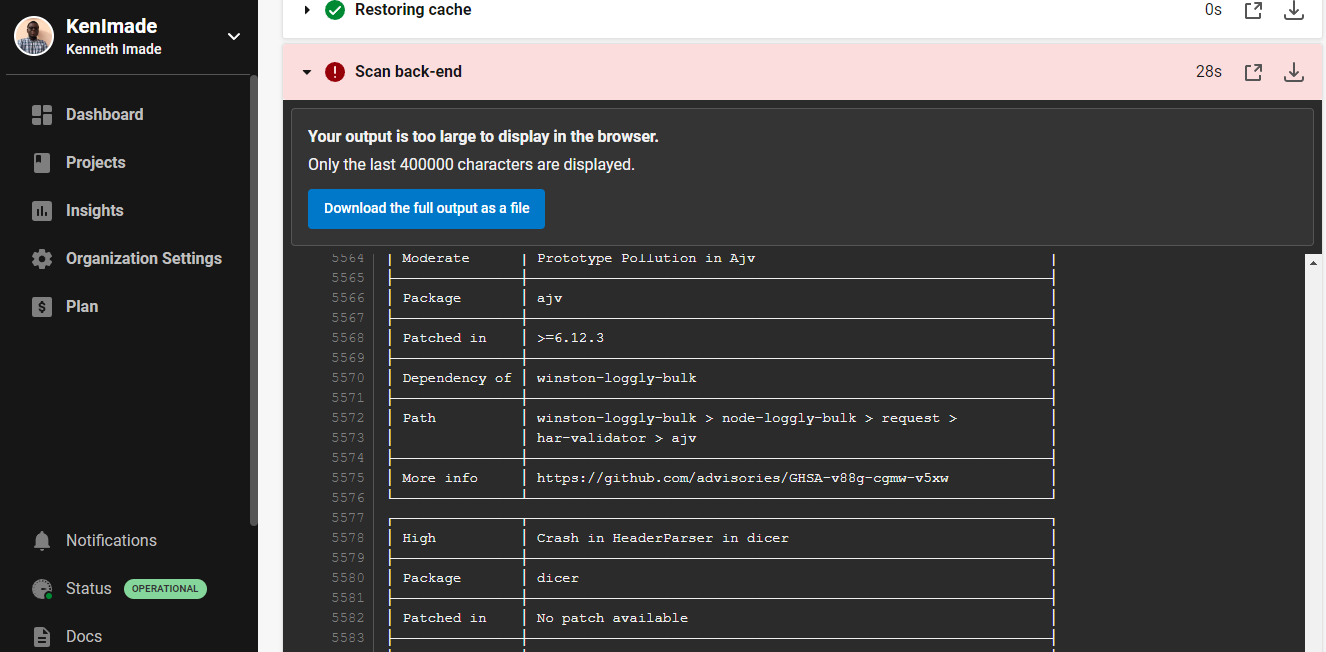 KenImade
Kenneth Imade
Dashboard
Projects
Insights
Organization Settings
Plan
Notifications
Status OPERATIONAL
Docs
Restoring cache 0s
Scan back-end 28s
Your output is too large to display in the browser.
Only the last 400000 characters are displayed.
Download the full output as a file
5564 Moderate Prototype Pollution in Ajv
5565
5566 Package ajv
5567
5568 Patched in >=6.12.3
5569
5570 Dependency of winston-loggly-bulk
5571
5572 Path winston-loggly-bulk > node-loggly-bulk > request >
5573 har-validator > ajv
5574
5575 More info https://github.com/advisories/GHSA-v88g-cgmw-v5xw
5576
5577
5578 High Crash in HeaderParser in dicer
5579
5580 Package dicer
5581
5582 Patched in No patch available
5583